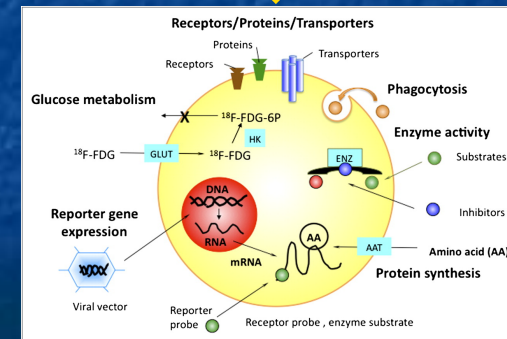 Receptors/Proteins/Transporters
Proteins
Receptors
Transporters
Phagocytosis
Glucose metabolism
X
¹⁸F-FDG-6P
HK
Enzyme activity
¹⁸F-FDG
GLUT
¹⁸F-FDG
ENZ
Substrates
DNA
RNA
Inhibitors
Reporter gene
expression
AA
AAT
Amino acid (AA)
mRNA
Protein synthesis
Viral vector
Reporter
probe
Receptor probe , enzyme substrate